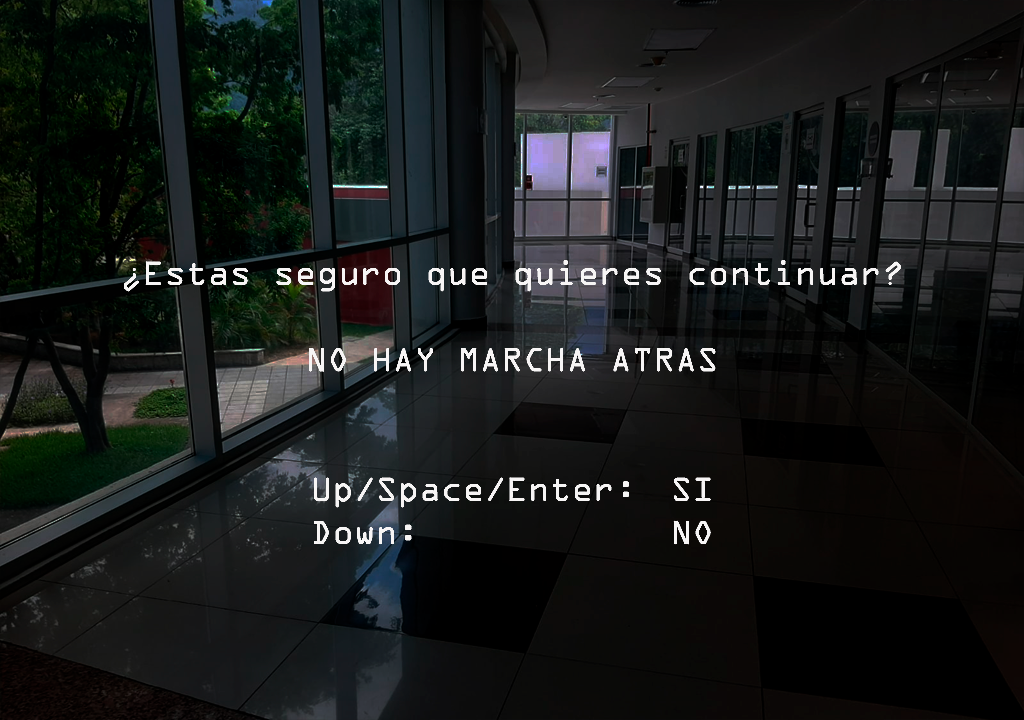 ¿Estas seguro que quieres continuar?
NO HAY MARCHA ATRAS
Up/Space/Enter: SI
Down: NO